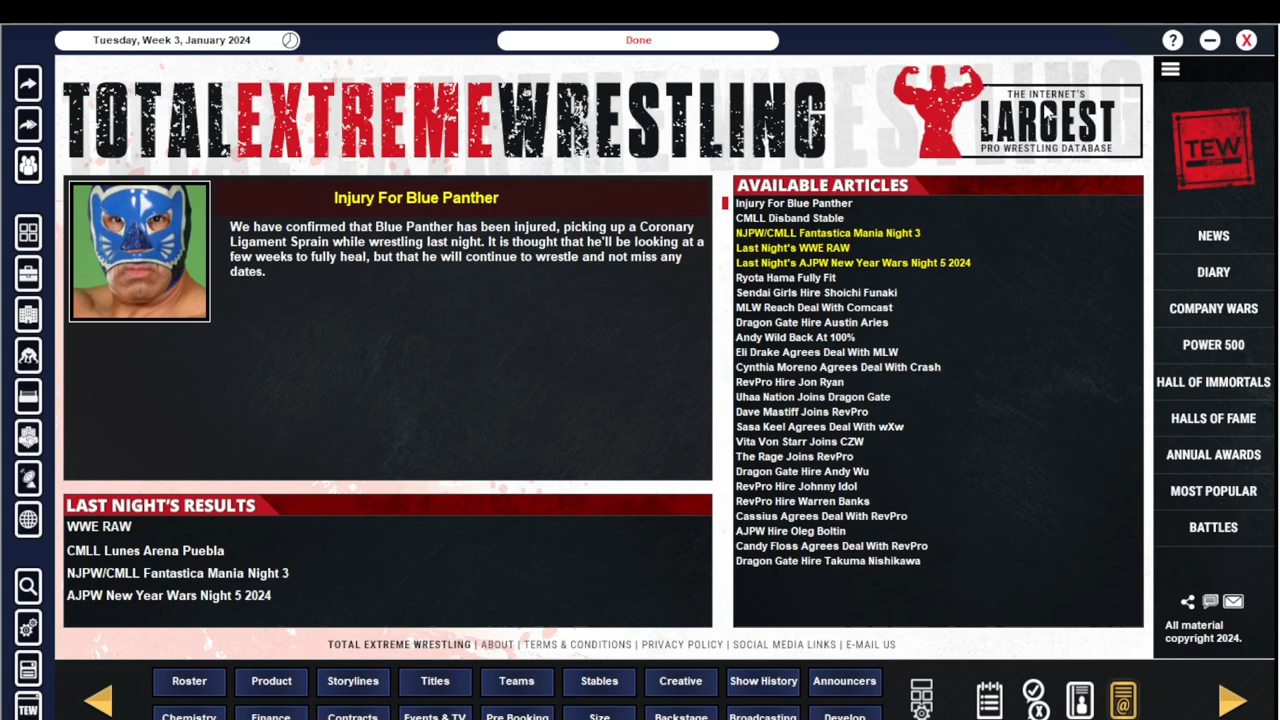 Tuesday, Week 3, January 2024
Done
?
X
TOTALEXTREMEWRESTLING
THE INTERNET'S
LARGEST
PRO WRESTLING DATABASE
Injury For Blue Panther
We have confirmed that Blue Panther has been injured, picking up a Coronary
Ligament Sprain while wrestling last night. It is thought that he'll be looking at a
few weeks to fully heal, but that he will continue to wrestle and not miss any
dates.
LAST NIGHT'S RESULTS
WWE RAW
CMLL Lunes Arena Puebla
NJPW/CMLL Fantastica Mania Night 3
AJPW New Year Wars Night 5 2024
AVAILABLE ARTICLES
Injury For Blue Panther
CMLL Disband Stable
NJPW/CMLL Fantastica Mania Night 3
Last Night's WWE RAW
Last Night's AJPW New Year Wars Night 5 2024
Ryota Hama Fully Fit
Sendai Girls Hire Shoichi Funaki
MLW Reach Deal With Comcast
Dragon Gate Hire Austin Aries
Andy Wild Back At 100%
Eli Drake Agrees Deal With MLW
Cynthia Moreno Agrees Deal With Crash
RevPro Hire Jon Ryan
Uhaa Nation Joins Dragon Gate
Dave Mastiff Joins RevPro
Sasa Keel Agrees Deal With wXw
Vita Von Starr Joins CZW
The Rage Joins RevPro
Dragon Gate Hire Andy Wu
RevPro Hire Johnny Idol
RevPro Hire Warren Banks
Cassius Agrees Deal With RevPro
AJPW Hire Oleg Boltin
Candy Floss Agrees Deal With RevPro
Dragon Gate Hire Takuma Nishikawa
TEW
.COM
NEWS
DIARY
COMPANY WARS
POWER 500
HALL OF IMMORTALS
HALLS OF FAME
ANNUAL AWARDS
MOST POPULAR
BATTLES
All material
copyright 2024.
TOTAL EXTREME WRESTLING | ABOUT | TERMS & CONDITIONS | PRIVACY POLICY | SOCIAL MEDIA LINKS | E-MAIL US
TEW
Roster Product Storylines Titles Teams Stables Creative Show History Announcers
Chemistry Finance Contracts Events & TV Pre Booking Size Backstage Broadcasting Develop